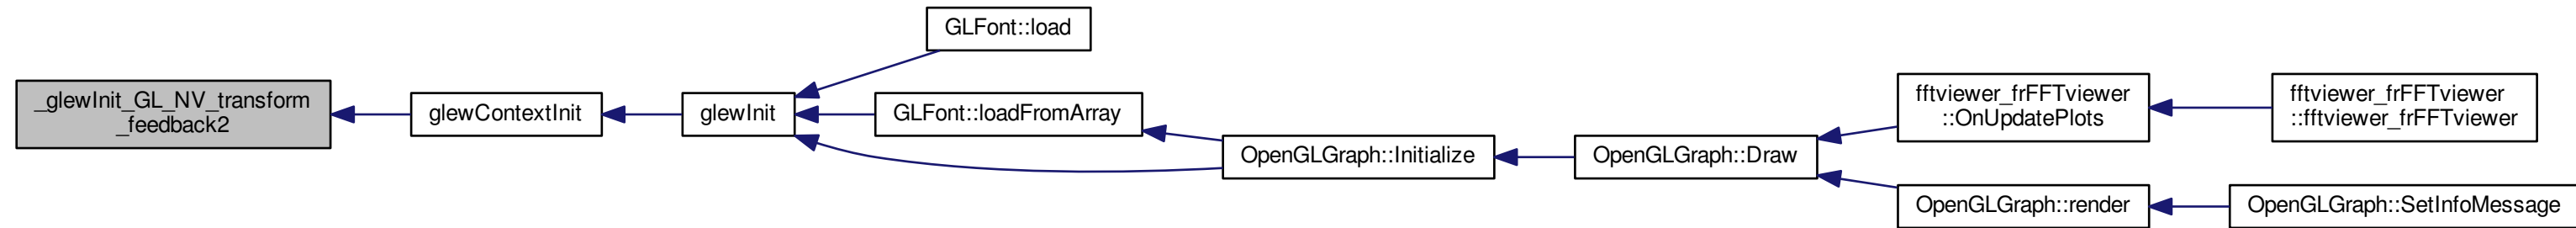 _glewInit_GL_NV_transform
_feedback2
glewContextInit
glewInit
GLFont::load
GLFont::loadFromArray
OpenGLGraph::Initialize
OpenGLGraph::Draw
fftviewer_frFFTviewer
::OnUpdatePlots
fftviewer_frFFTviewer
::fftviewer_frFFTviewer
OpenGLGraph::render
OpenGLGraph::SetInfoMessage